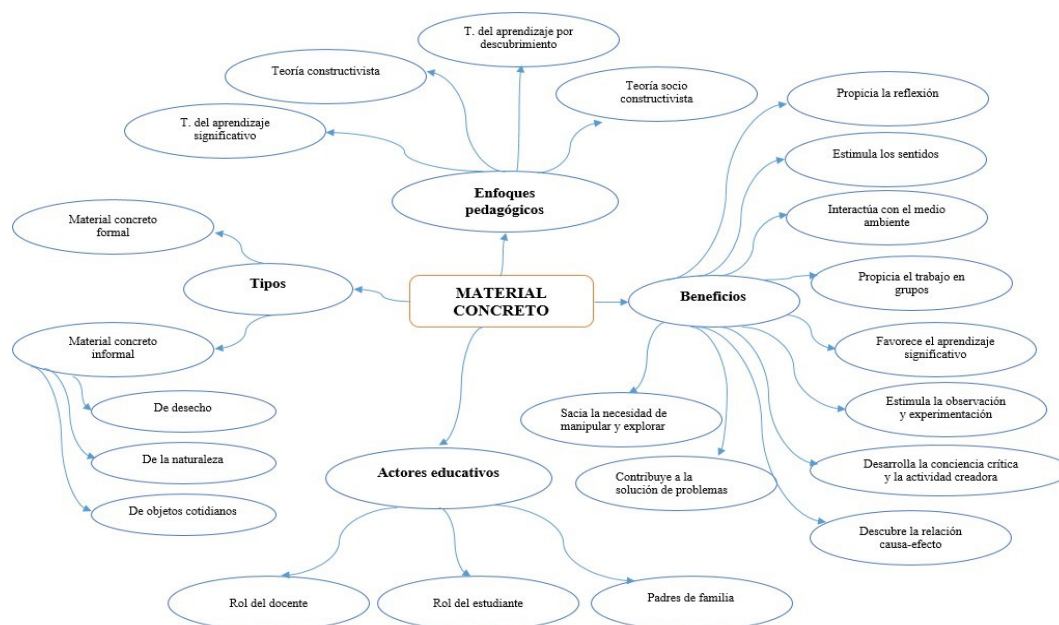 T. del aprendizaje por
descubrimiento
Teoría constructivista
Teoría socio
constructivista
T. del aprendizaje
significativo
Enfoques
pedagógicos
Propicia la reflexión
Estimula los sentidos
Interactúa con el medio
ambiente
Propicia el trabajo en
grupos
Favorece el aprendizaje
significativo
Estimula la observación
y experimentación
Desarrolla la conciencia crítica
y la actividad creadora
Descubre la relación
causa-efecto
Material concreto
formal
Tipos
MATERIAL
CONCRETO
Beneficios
Material concreto
informal
De desecho
De la naturaleza
De objetos cotidianos
Sacia la necesidad de
manipular y explorar
Contribuye a la
solución de problemas
Actores educativos
Rol del docente
Rol del estudiante
Padres de familia